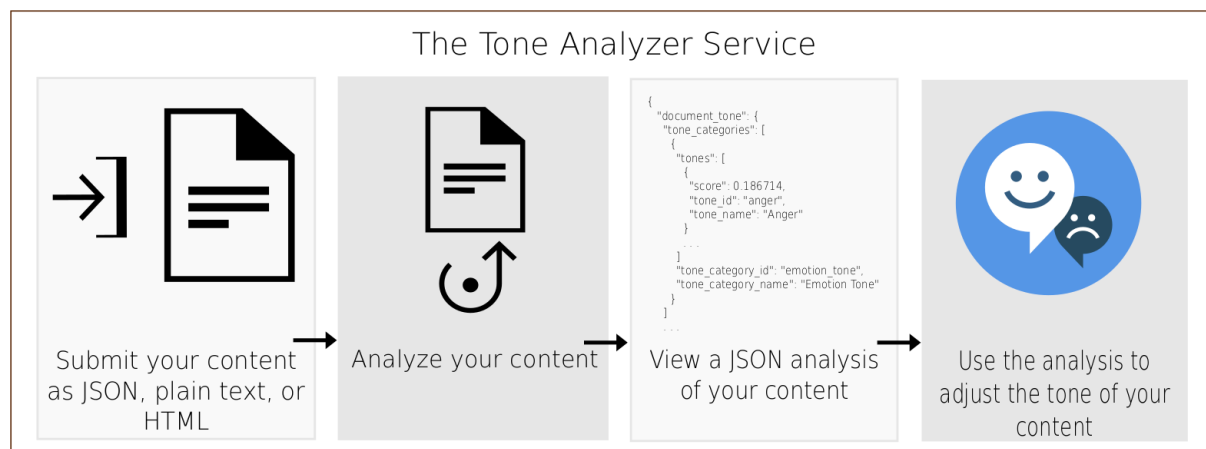 The Tone Analyzer Service
Submit your content
as JSON, plain text, or
HTML
Analyze your content
{
"document_tone": {
"tone_categories": [
{
"tones": [
{
"score": 0.186714,
"tone_id": "anger",
"tone_name": "Anger"
}
. . .
]
"tone_category_id": "emotion_tone",
"tone_category_name": "Emotion Tone"
}
]
. . .
View a JSON analysis
of your content
Use the analysis to
adjust the tone of your
content